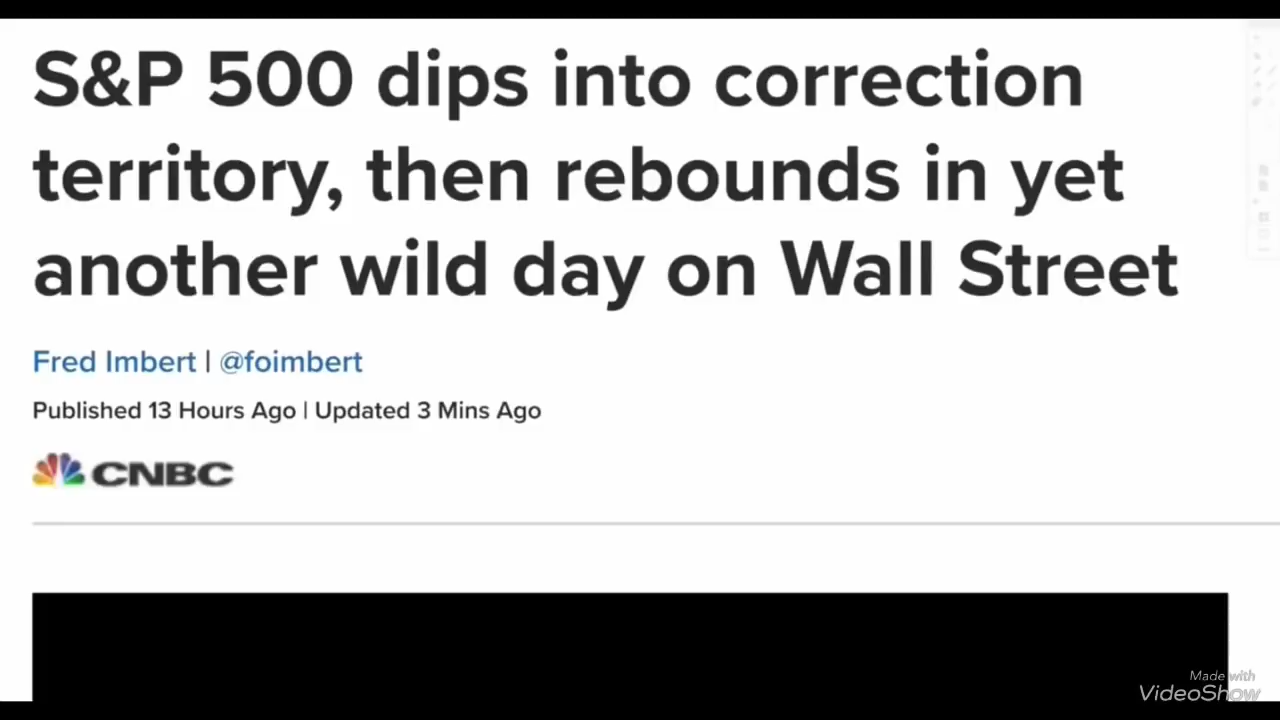 S&P 500 dips into correction
territory, then rebounds in yet
another wild day on Wall Street
Fred Imbert | @foimbert
Published 13 Hours Ago | Updated 3 Mins Ago
CNBC
Made with
VideoShow